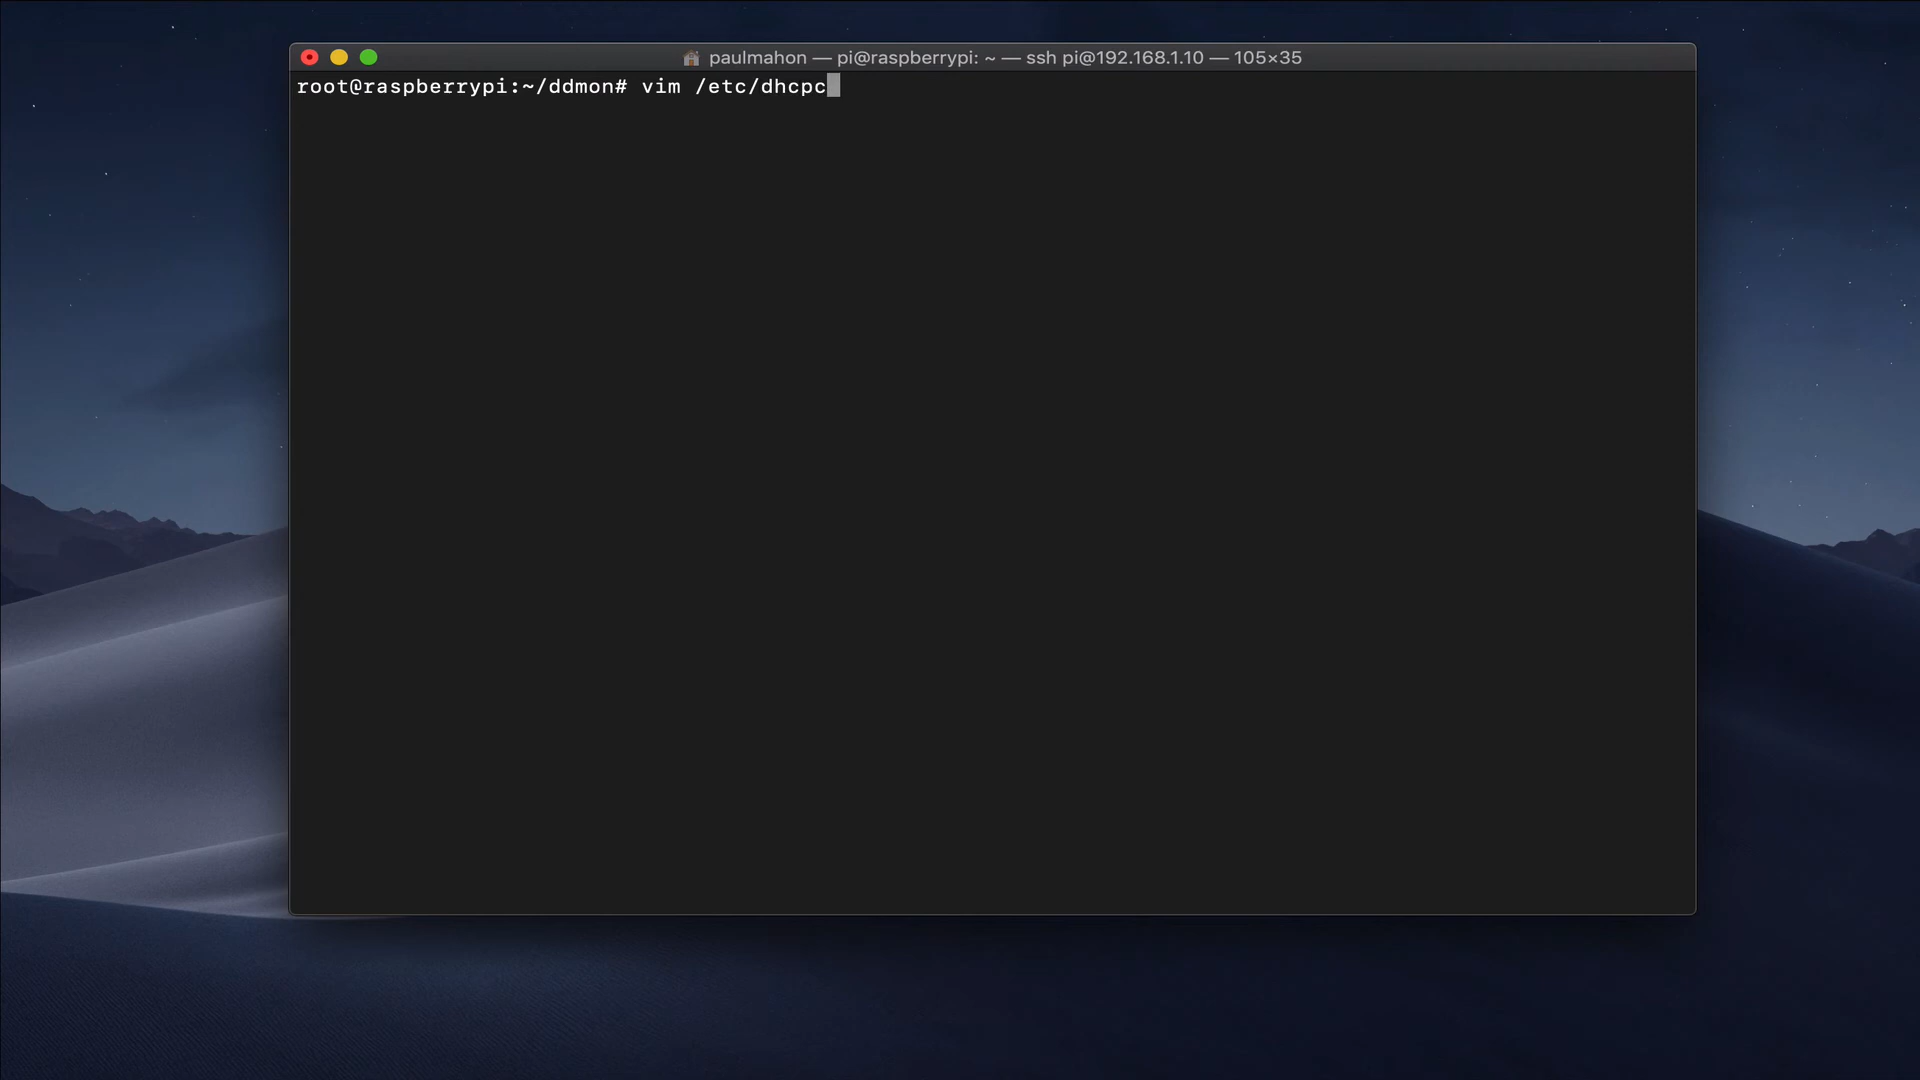 paulmahon — pi@raspberrypi: ~ — ssh pi@192.168.1.10 — 105×35
root@raspberrypi:~/ddmon# vim /etc/dhcpc